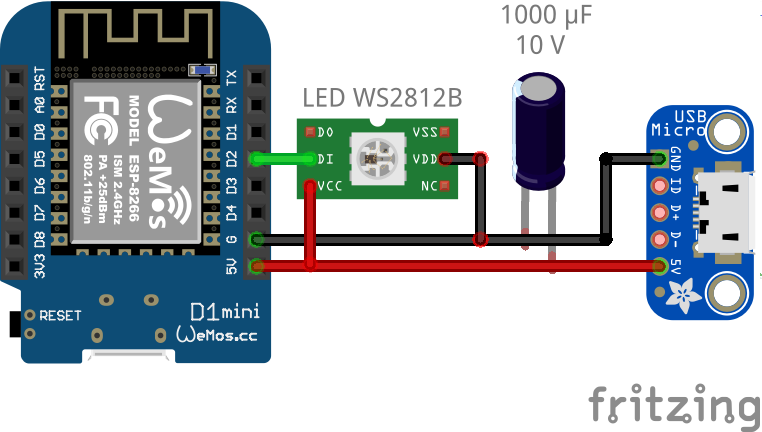 1000 µF
10 V
LED WS2812B
RST
A0
D0
D5
D6
D7
D8
3V3
TX
RX
D1
D2
D3
D4
G
5V
WeMos
MODEL ESP-8266
ISM 2.4GHz
PA +25dBm
802.11b/g/n
FC
DO
DI
VCC
VSS
VDD
NC
USB
Micro
GND
ID
D+
D-
5V
RESET
D1mini
WeMos.cc
fritzing